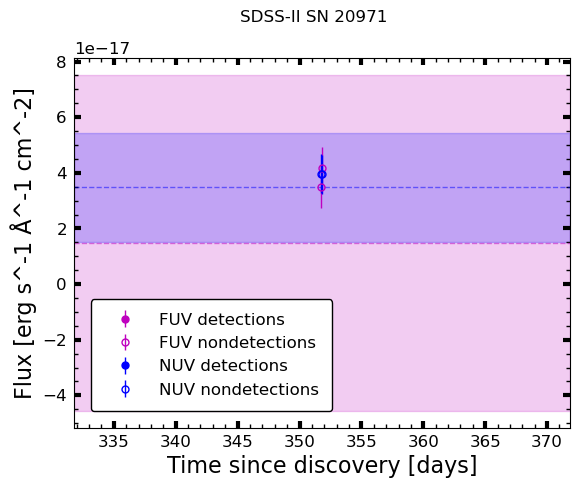 SDSS-II SN 20971
1e−17
Flux [erg s^-1 Å^-1 cm^-2]
8
6
4
2
0
−2
−4
FUV detections
FUV nondetections
NUV detections
NUV nondetections
335 340 345 350 355 360 365 370
Time since discovery [days]